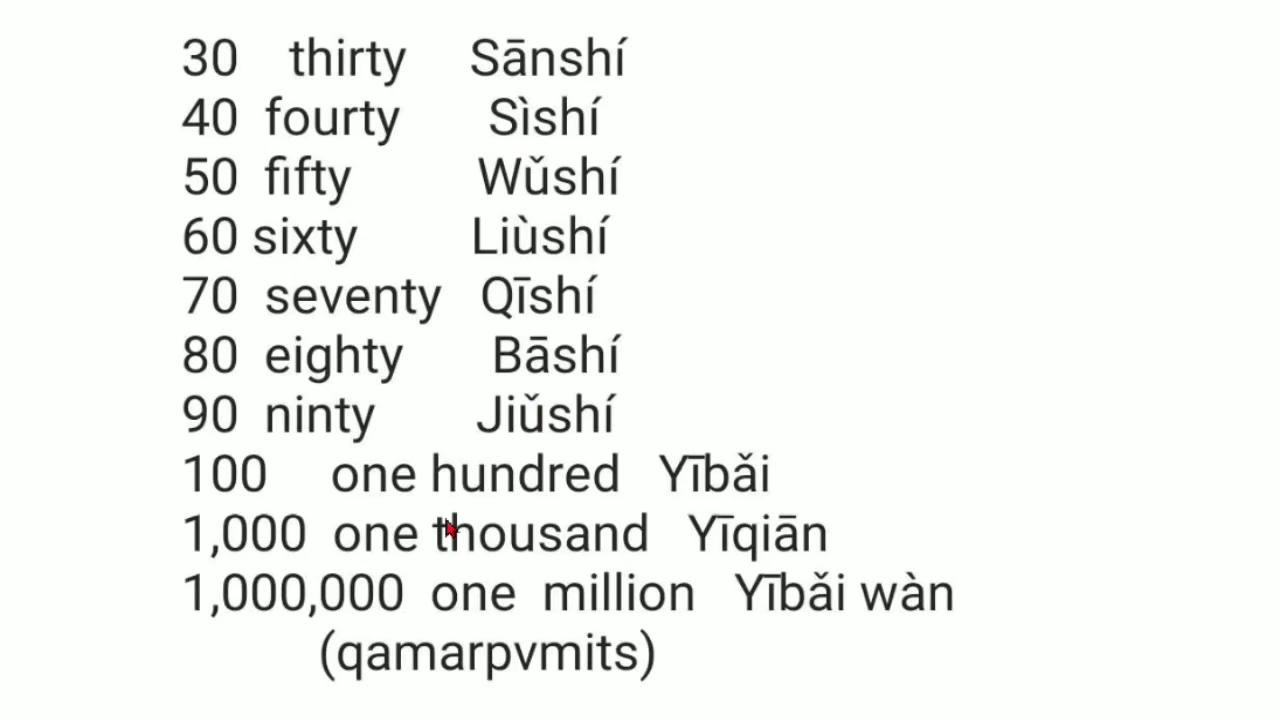 30 thirty Sānshí
40 fourty Sìshí
50 fifty Wǔshí
60 sixty Liùshí
70 seventy Qīshí
80 eighty Bāshí
90 ninty Jiǔshí
100 one hundred Yībǎi
1,000 one thousand Yīqiān
1,000,000 one million Yībǎi wàn
(qamarpvmits)